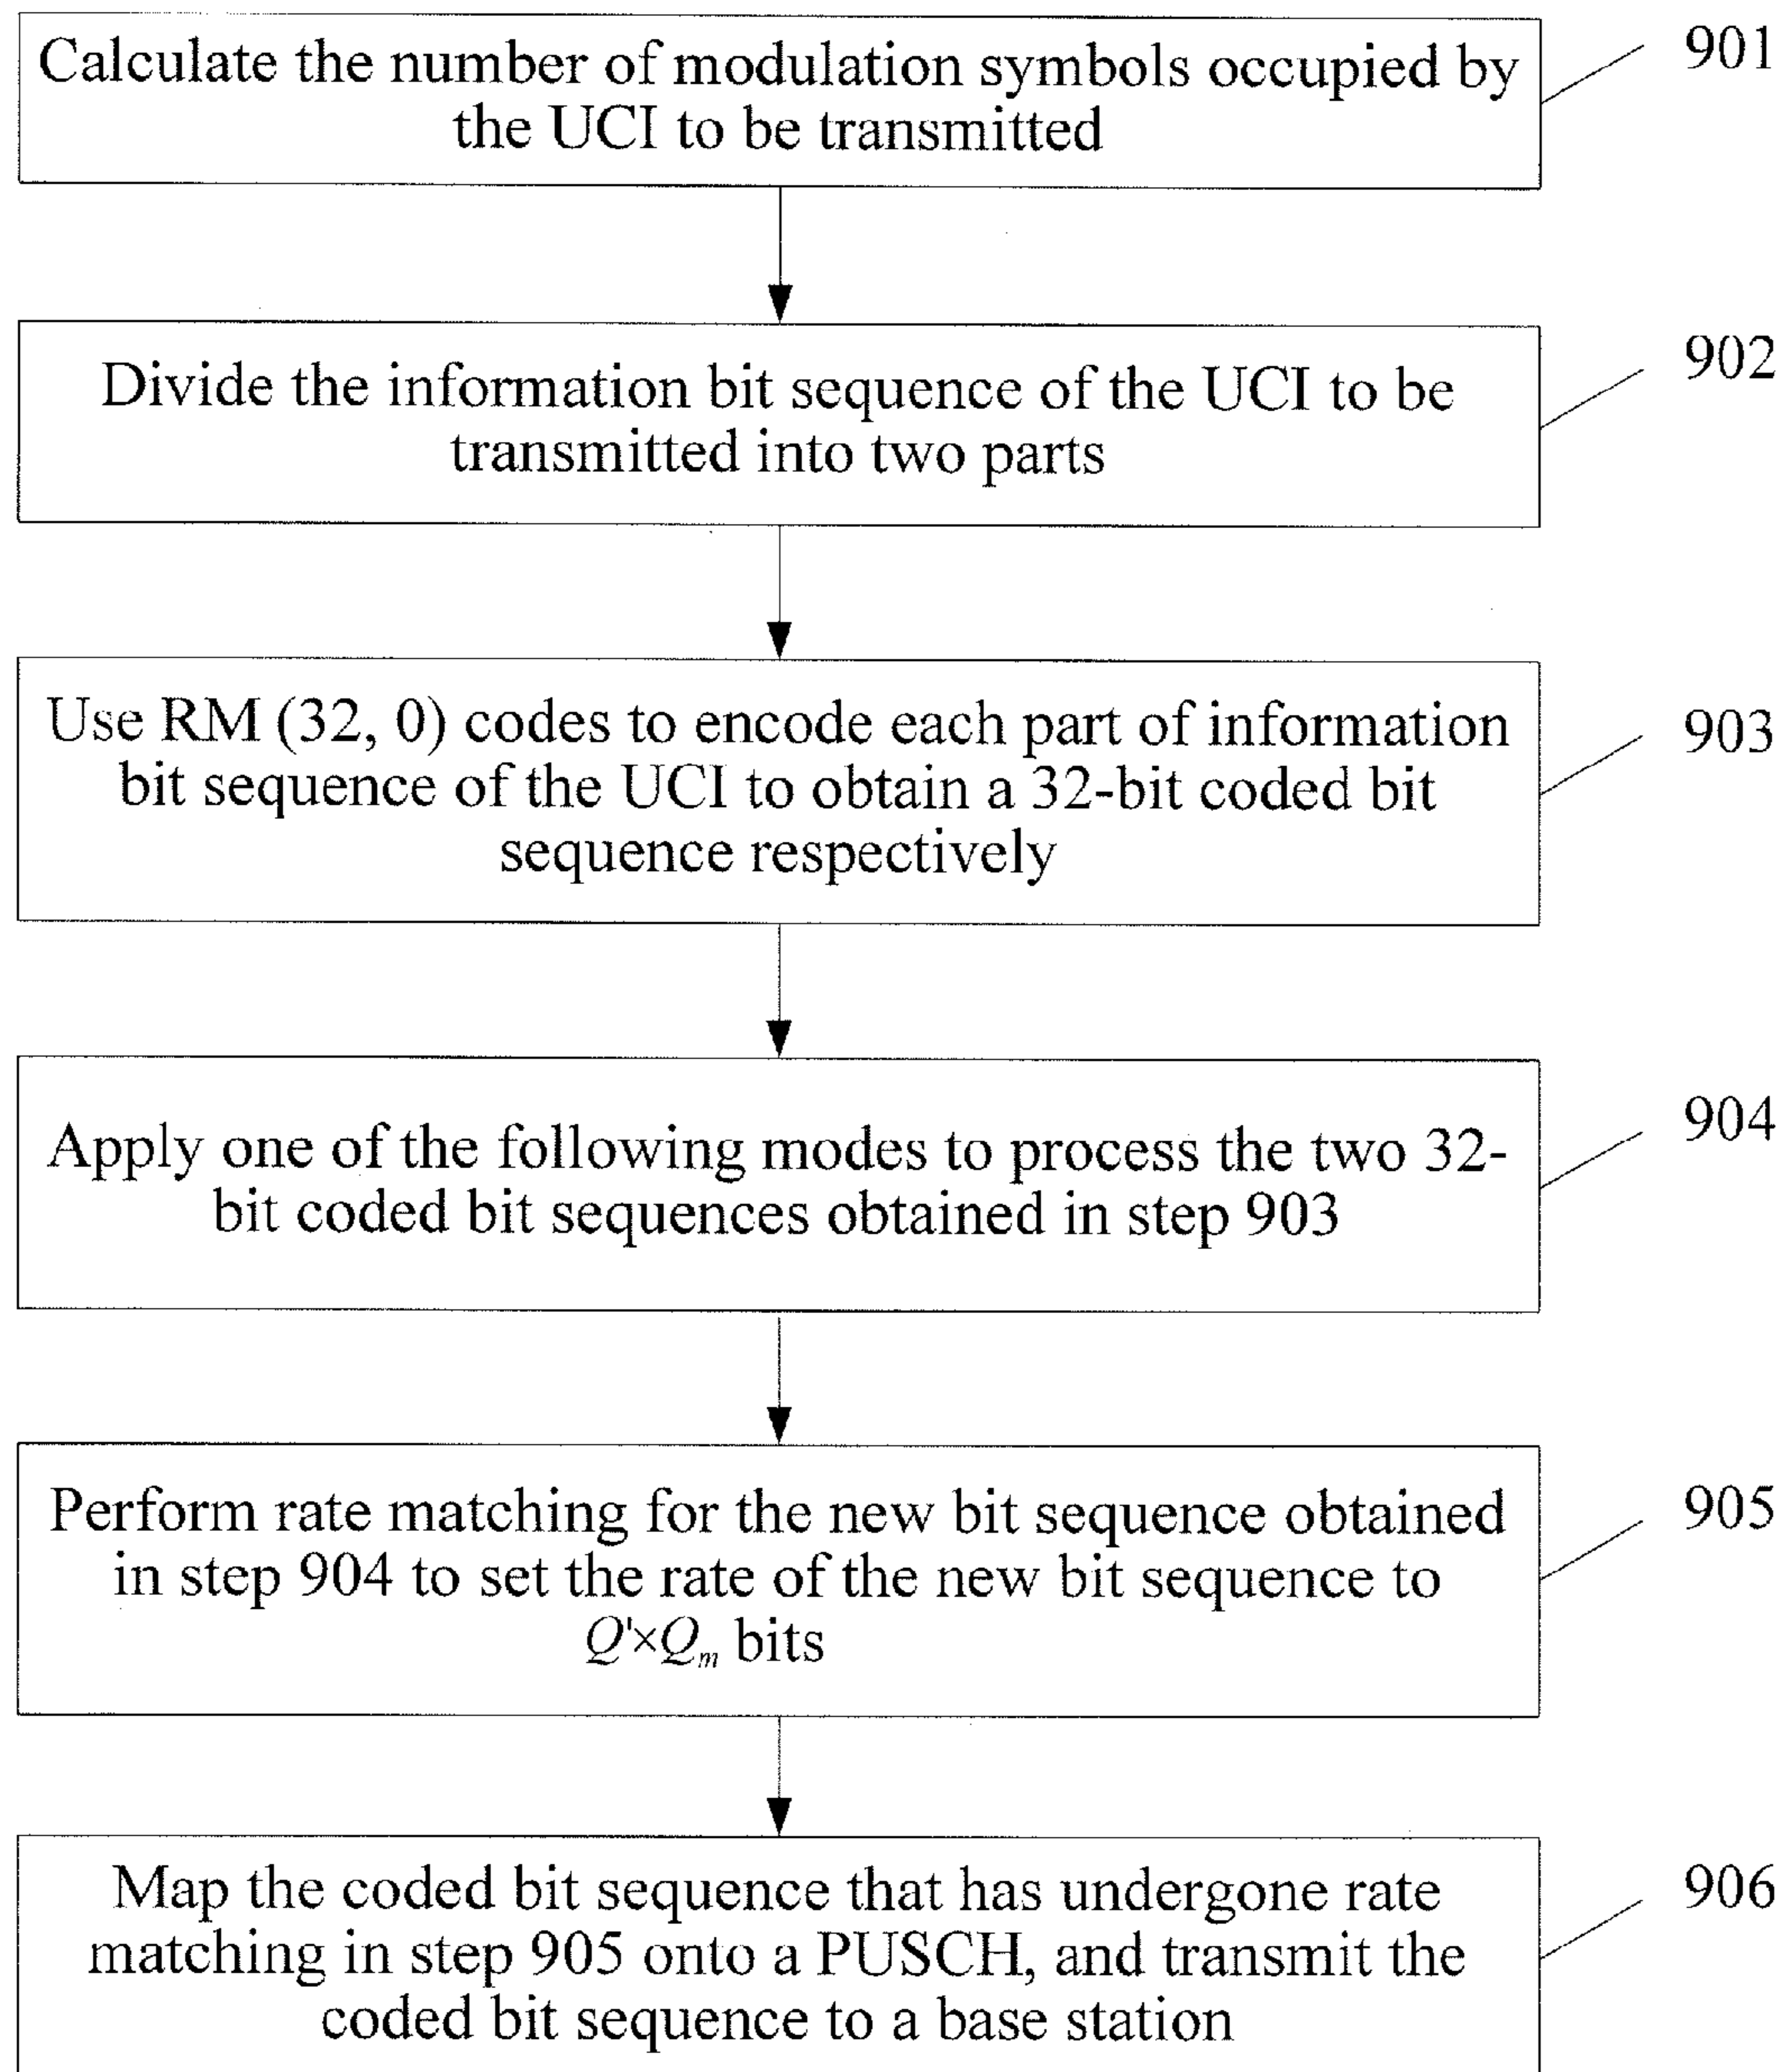 Calculate the number of modulation symbols occupied by
the UCI to be transmitted
901
Divide the information bit sequence of the UCI to be
transmitted into two parts
902
Use RM (32, 0) codes to encode each part of information
bit sequence of the UCI to obtain a 32-bit coded bit
sequence respectively
903
Apply one of the following modes to process the two 32-
bit coded bit sequences obtained in step 903
904
Perform rate matching for the new bit sequence obtained
in step 904 to set the rate of the new bit sequence to
Q'×Qm bits
905
Map the coded bit sequence that has undergone rate
matching in step 905 onto a PUSCH, and transmit the
coded bit sequence to a base station
906